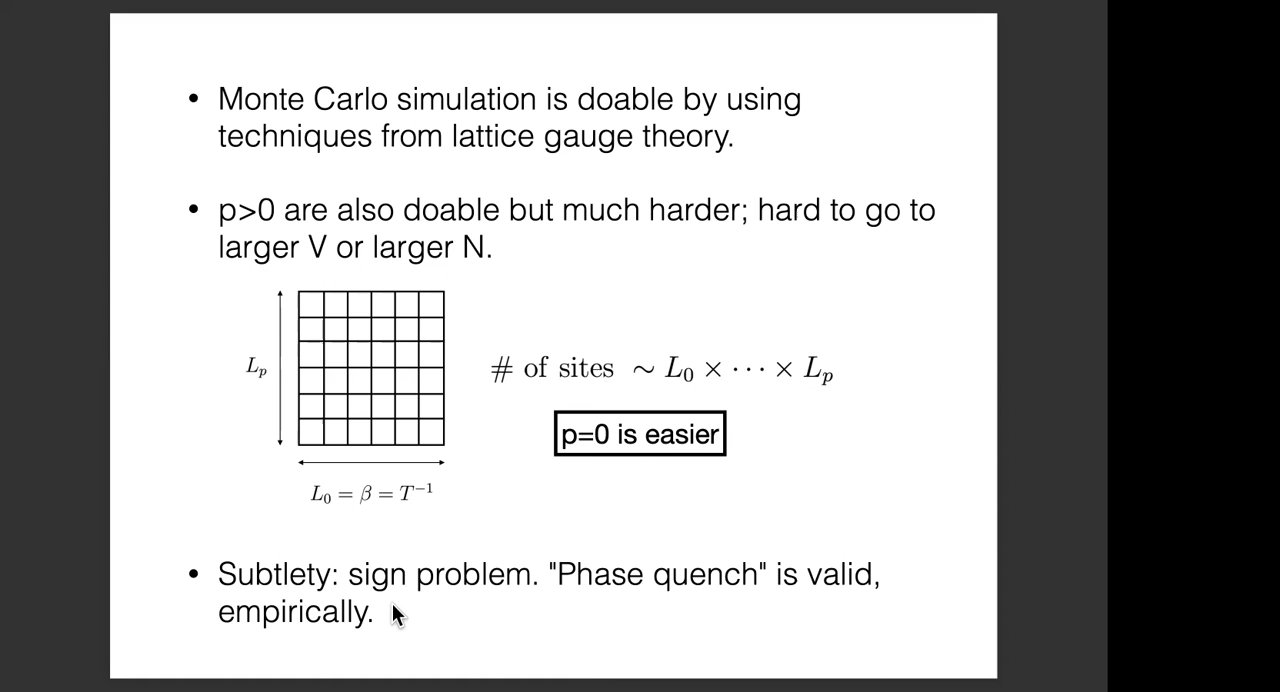 • Monte Carlo simulation is doable by using
techniques from lattice gauge theory.
• p>0 are also doable but much harder; hard to go to
larger V or larger N.
L_p
# of sites ∼ L_0 × ⋯ × L_p
p=0 is easier
L_0 = β = T^{-1}
• Subtlety: sign problem. "Phase quench" is valid,
empirically.